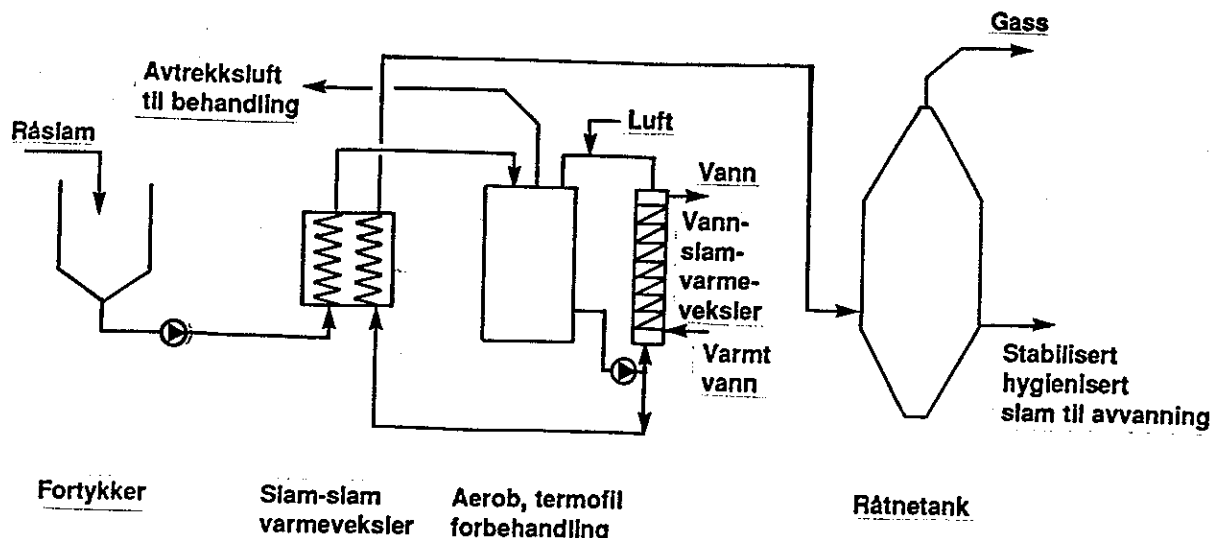 Gass
Avtrekksluft
til behandling
Råslam
Luft
Vann
Vann-
slam-
varme-
veksler
Varmt
vann
Stabilisert
hygienisert
slam til avvanning
Fortykker
Slam-slam
varmeveksler
Aerob, termofil
forbehandling
Råtnetank